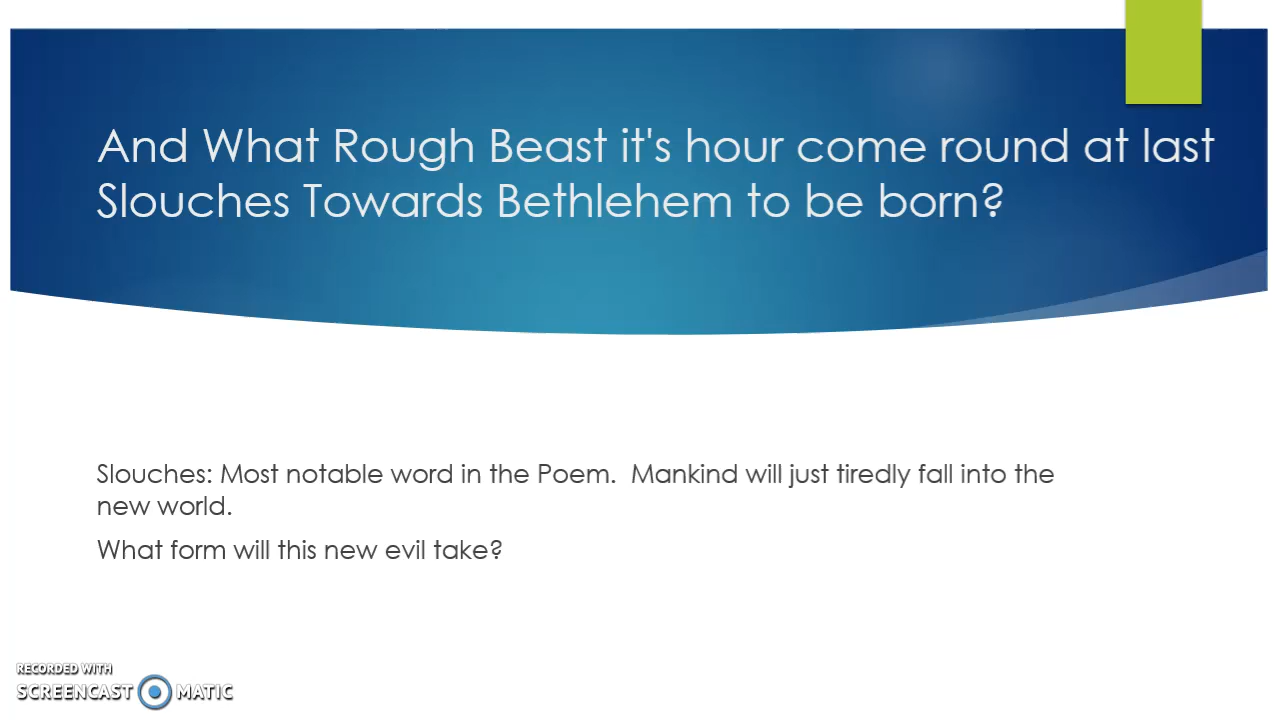 And What Rough Beast it's hour come round at last
Slouches Towards Bethlehem to be born?
Slouches: Most notable word in the Poem.  Mankind will just tiredly fall into the
new world.
What form will this new evil take?
RECORDED WITH
SCREENCAST MATIC